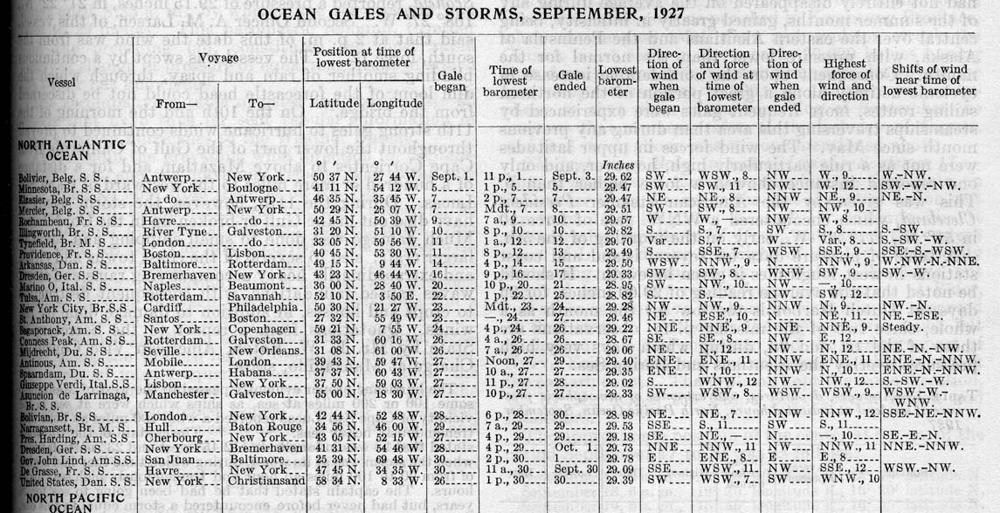 OCEAN GALES AND STORMS, SEPTEMBER, 1927
Vessel | Voyage From— | To— | Position at time of lowest barometer Latitude | Longitude | Gale began | Time of lowest barometer | Gale ended | Lowest barom-eter | Direc-tion of wind when gale began | Direction and force of wind at time of lowest barometer | Direc-tion of wind when gale ended | Highest force of wind and direction | Shifts of wind near time of lowest barometer
NORTH ATLANTIC
OCEAN
° ′ ° ′ Inches
Bolivier, Belg. S. S. Antwerp New York 50 37 N. 27 44 W. Sept. 1. 11 p., 1 Sept. 3. 29.62 SW WSW., 8 NW W., 9 W.-NW.
Minnesota, Br. S. S. New York Boulogne 41 11 N. 54 12 W. 5 1 p., 5 5 29.47 SW SW., 11 NW W., 12 SW.-W.-NW.
Elzasier, Belg. S. S. do Antwerp 46 35 N. 35 45 W. 7 2 p., 7 7 29.47 NE NE., 8 NNW NE., 9 NE.-N.
Mercier, Belg. S. S. Antwerp New York 50 29 N. 26 07 W. 7 Mdt., 7 8 29.51 SW SW., 8 NW NW., 10
Rochambeau, Fr. S. S. Havre do 42 45 N. 50 39 W. 9 7 a., 9 10 29.57 W W., — NW W., 8
Illingworth, Br. S. S. River Tyne Galveston 31 20 N. 51 10 W. 10 8 p., 10 10 29.82 S S., 7 SW S., 8 S.-SW.
Tynefield, Br. M. S. London do 33 05 N. 59 56 W. 11 1 a., 12 12 29.70 Var S., 7 W Var., 8 S.-SW.-W.
Providence, Fr. S. S. Boston Lisbon 40 45 N. 53 30 W. 11 8 p., 12 13 29.49 S SSE., 7 WSW SSE., 9 SSE.-S.-WSW.
Arkansas, Dan. S. S. Baltimore Rotterdam 49 15 N. 9 44 W. 14 4 p., 14 15 29.50 WSW NNW., 9 N NNW., 9 W.-NW.-N.-NNE.
Dresden, Ger. S. S. Bremerhaven New York 43 23 N. 46 44 W. 16 9 p., 16 17 29.33 SW SW., 9 NW SW., 9 SW.-W.
Marino O, Ital. S. S. Naples Beaumont 36 00 N. 28 40 W. 20 10 p., 20 21 28.95 SW NW., 10 NW —, 10
Tulsa, Am. S. S. Rotterdam Savannah 52 10 N. 3 50 E. 22 1 p., 22 25 28.82 S S., — NW SW., 12
New York City, Br.S.S Cardiff Philadelphia 50 30 N. 21 27 W. 23 Mdt., 23 24 29.28 NW NW., 9 NNW N., 9 NW.-N.
St. Anthony, Am. S. S. Santos Boston 27 32 N. 55 49 W. 23 —, 24 24 29.46 NE ESE., 10 NE NE., 11 NE.-ESE.
Sagaporack, Am. S. S. New York Copenhagen 59 21 N. 7 55 W. 24 4 p., 24 26 29.22 NNE NNE., 9 NNE NNE., 9 Steady.
Conness Peak, Am. S. S. Rotterdam Galveston 31 33 N. 60 16 W. 26 4 a., 26 26 28.67 SE SE., 8 NW E., 12
Mijdrecht, Du. S. S. Seville New Orleans 31 08 N. 61 00 W. 26 7 a., 26 26 29.06 NE N., 12 NW N., 12 NE.-N.-NW.
Antinous, Am. S. S. Mobile London 39 43 N. 59 47 W. 27 Noon, 27 29 29.40 ENE ENE., 11 NNW ENE., 11 ENE.-N.-NNW.
Spaarndam, Du. S. S. Antwerp Habana 37 37 N. 60 43 W. 27 10 a., 27 27 29.35 ENE N., 10 NW N., 10 ENE.-N.-NNW.
Giuseppe Verdi, Ital.S.S. Lisbon New York 37 50 N. 59 03 W. 27 11 p., 27 28 29.02 S WNW., 12 NW NW., 12 S.-SW.-W.
Asuncion de Larrinaga, Br. S. S. Manchester Galveston 55 00 N. 18 30 W. 27 10 p., 27 28 29.33 SW WSW., 9 W WSW., 9 WSW.-W.-WNW.
Bolivian, Br. S. S. London New York 42 44 N. 52 48 W. 28 6 p., 28 30 28.98 NE NE., 7 NNW NNW., 12 SSE.-NE.-NNW.
Narragansett, Br. M. S. Hull Baton Rouge 34 56 N. 46 00 W. 29 7 a., 29 29 29.53 SSE S., 11 SW S., 11
Pres. Harding, Am. S. S. Cherbourg New York 43 05 N. 52 15 W. 27 4 p., 29 29 29.18 SE NE., — N —, 10 SE.-E.-N.
Dresden, Ger. S. S. New York Bremerhaven 41 31 N. 54 46 W. 28 4 p., 29 Oct. 1. 29.73 NNE NNW., 11 NNW NNW., 11 NNE.-NNW.
Gov. John Lind, Am.S.S. San Juan Baltimore 25 39 N. 69 48 W. 30 2 p., 30 1 29.78 E ENE., 8 E E., 8
De Grasse, Fr. S. S. Havre New York 47 45 N. 34 35 W. 30 11 a., 30 Sept. 30 29.09 SSE WSW., 11 NW SSE., 12 WSW.-NW.
United States, Dan. S. S. New York Christiansand 58 34 N. 8 33 W. 26 1 p., 30 30 29.39 SW WSW., 7 SW WNW., 10
NORTH PACIFIC
OCEAN